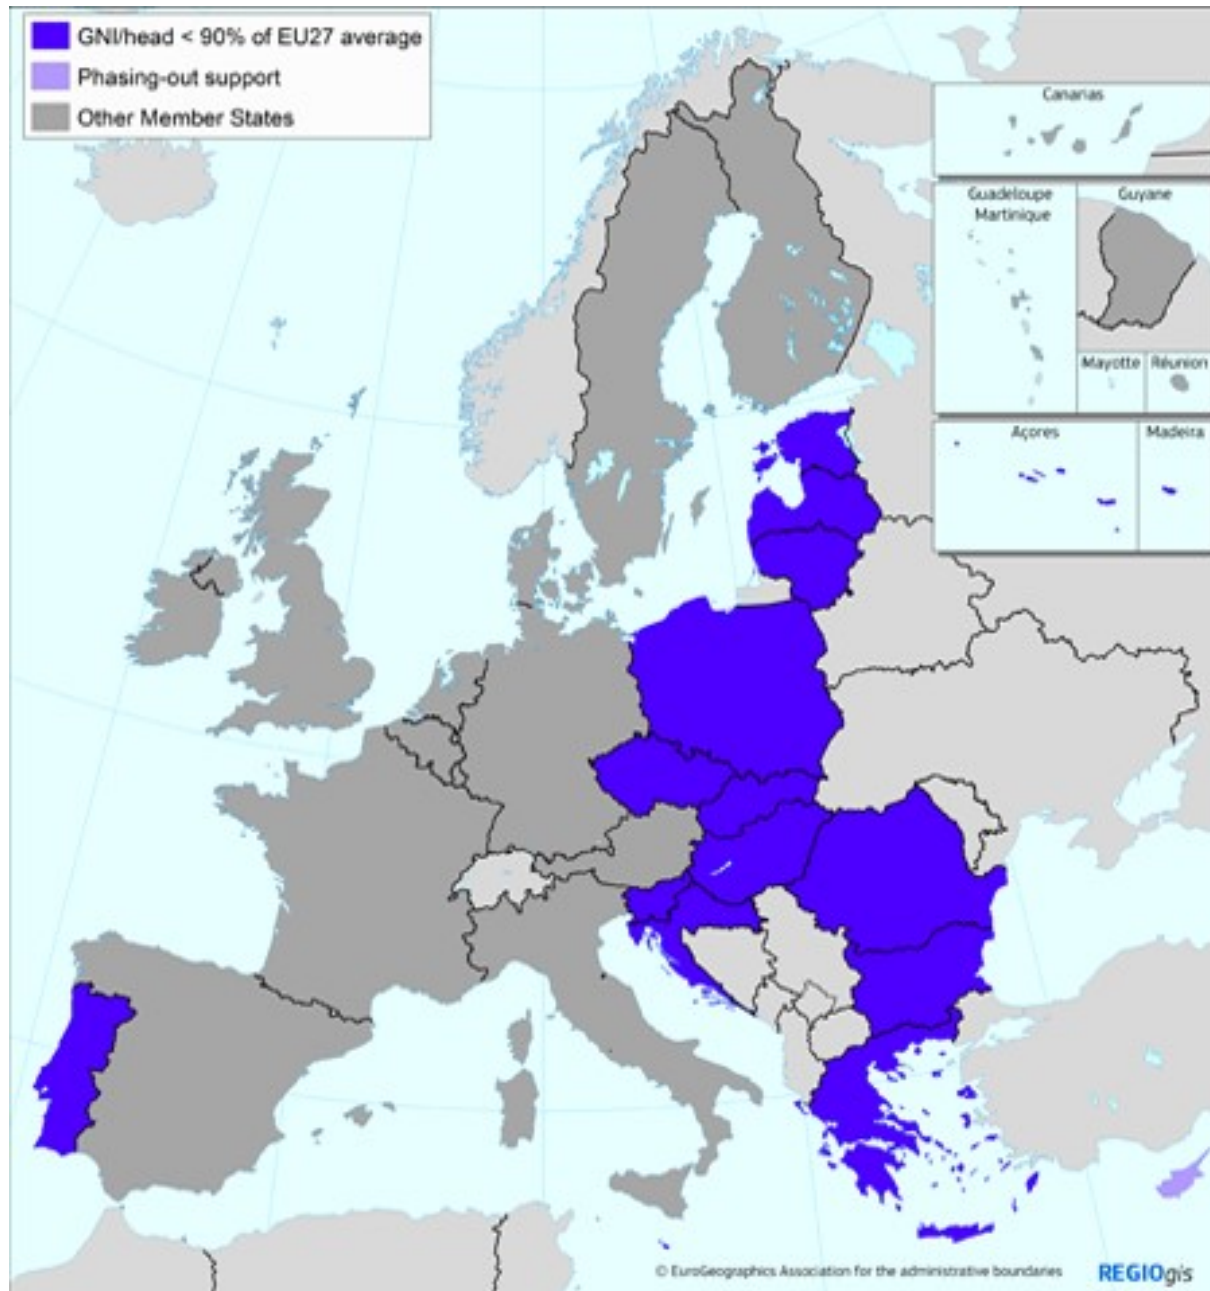 GNI/head < 90% of EU27 average
Phasing-out support
Other Member States
Canarias
Guadeloupe
Martinique
Guyane
Mayotte
Réunion
Açores
Madeira
© EuroGeographics Association for the administrative boundaries
REGIOgis